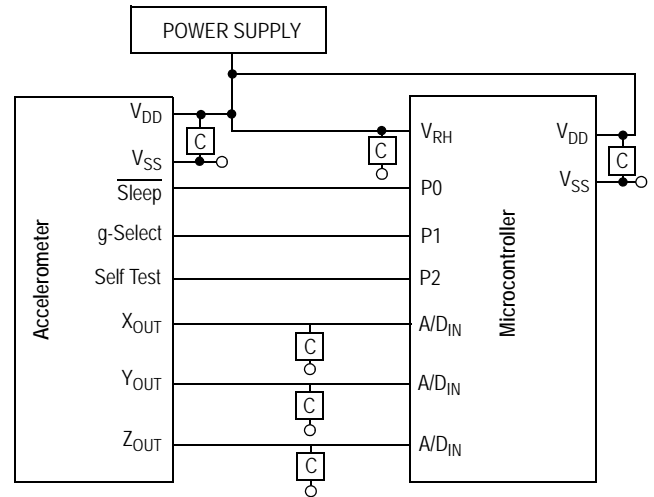 POWER SUPPLY
Accelerometer
V_DD
C
V_SS
Sleep
g-Select
Self Test
X_OUT
Y_OUT
Z_OUT
C
C
C
C
V_RH
P0
P1
P2
A/D_IN
A/D_IN
A/D_IN
Microcontroller
V_DD
V_SS
C